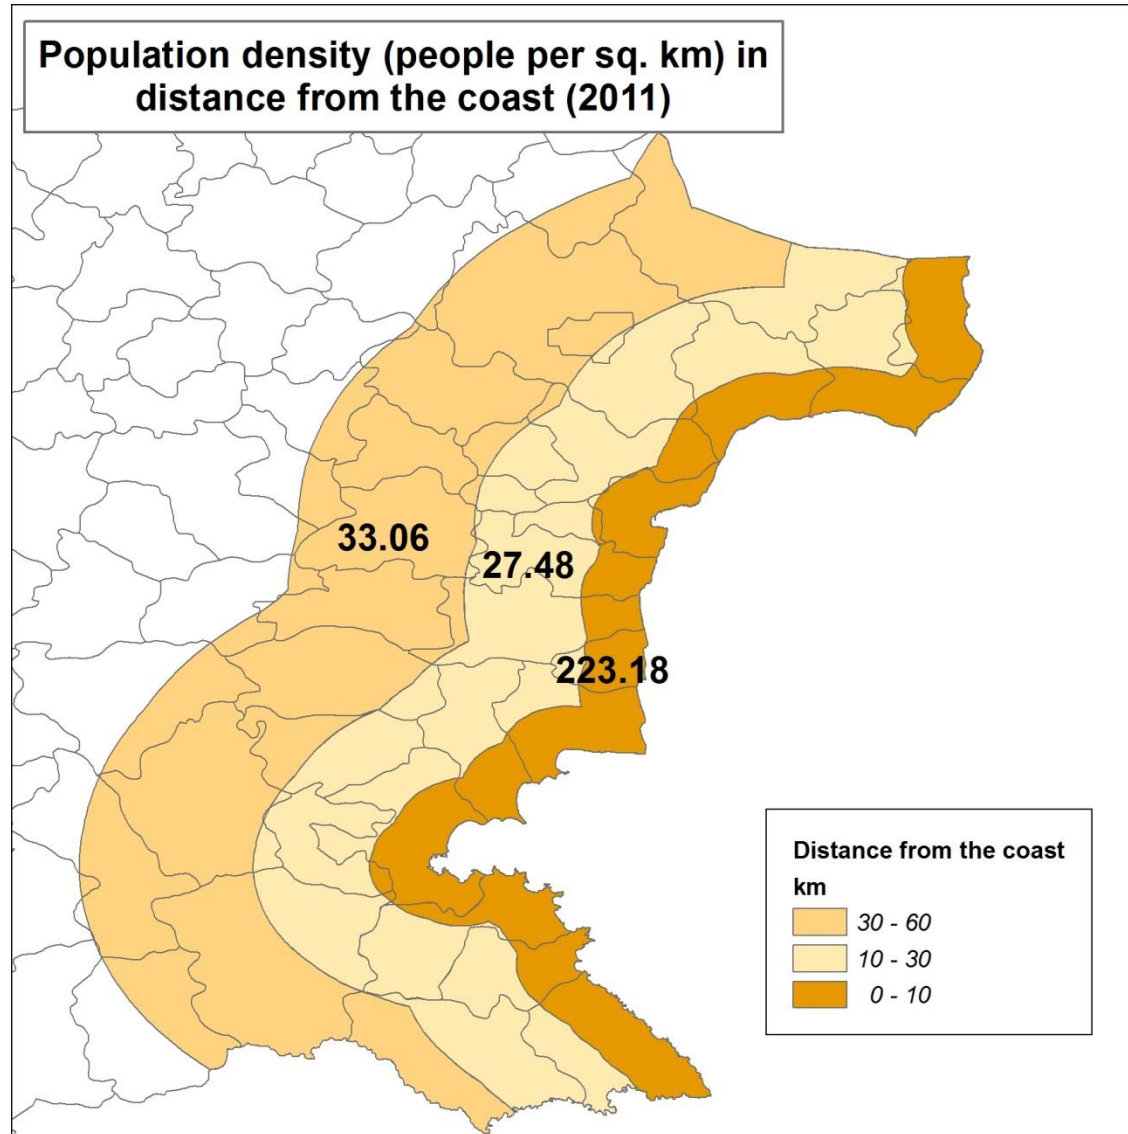 Population density (people per sq. km) in
distance from the coast (2011)
33.06
27.48
223.18
Distance from the coast
km
30 - 60
10 - 30
0 - 10